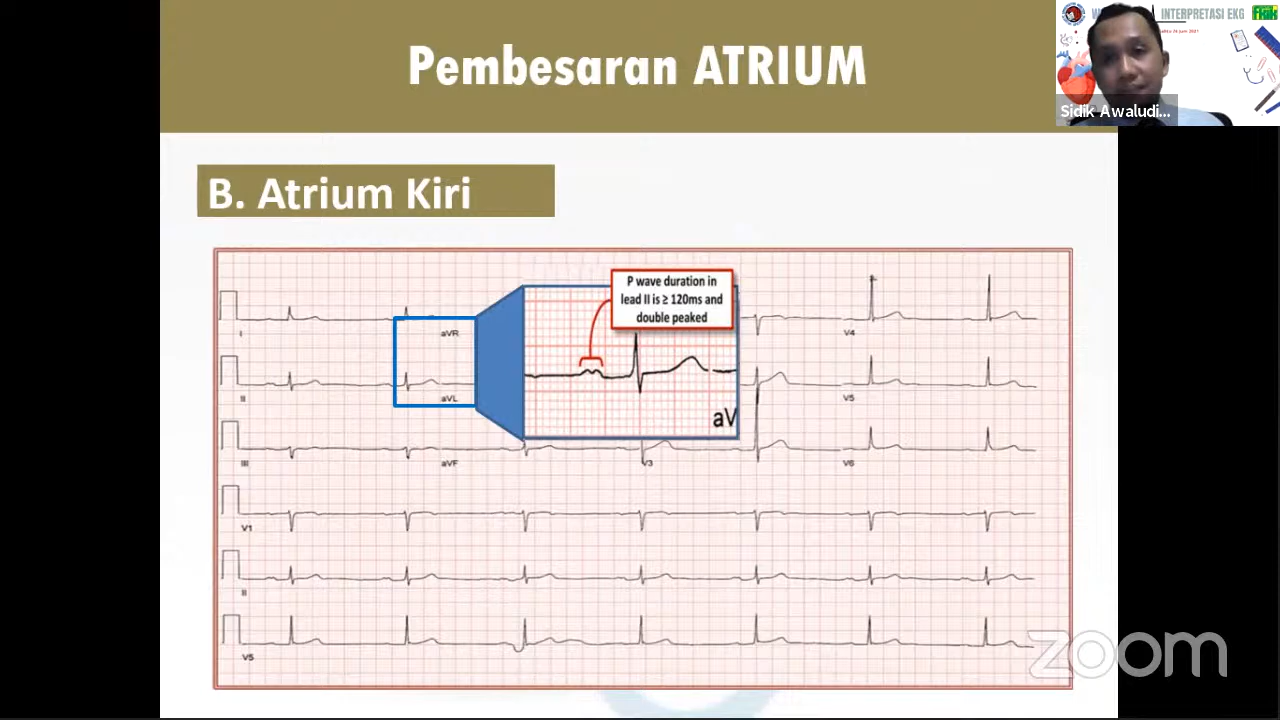 Pembesaran ATRIUM
INTERPRETASI EKG
Sidik Awaludi...
B. Atrium Kiri
P wave duration in
lead II is ≥ 120ms and
double peaked
I
aVR
V4
II
aVL
V5
aV
III
aVF
V3
V6
V1
II
V5
zoom